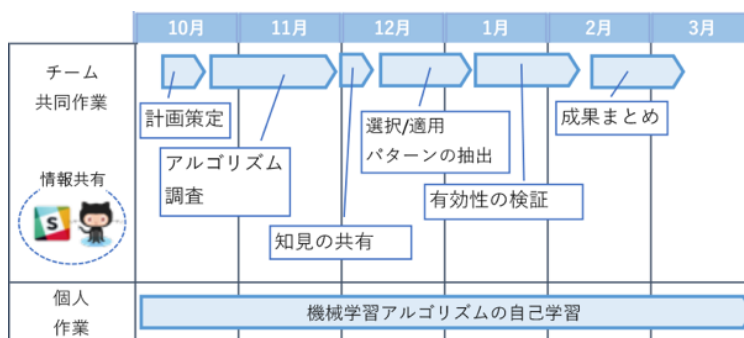 10月 11月 12月 1月 2月 3月
チーム
共同作業
計画策定
アルゴリズム
調査
知見の共有
選択/適用
パターンの抽出
有効性の検証
成果まとめ
情報共有
S
個人
作業
機械学習アルゴリズムの自己学習